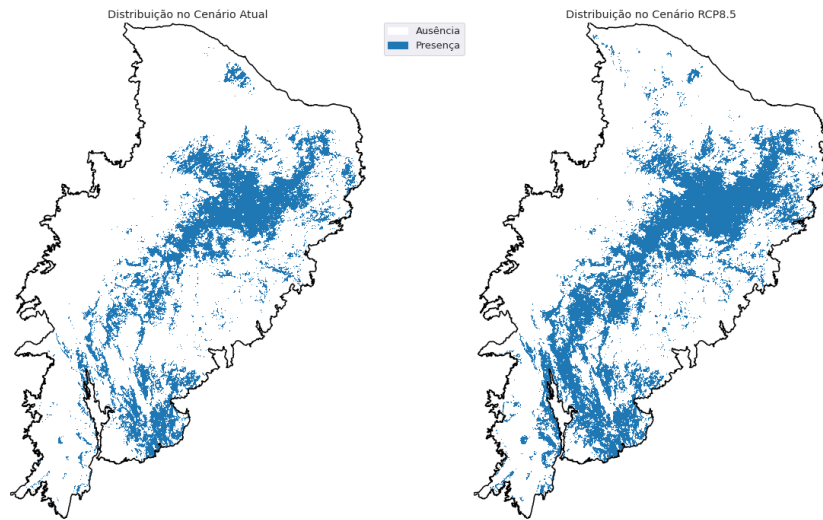 Distribuição no Cenário Atual
Distribuição no Cenário RCP8.5
Ausência
Presença